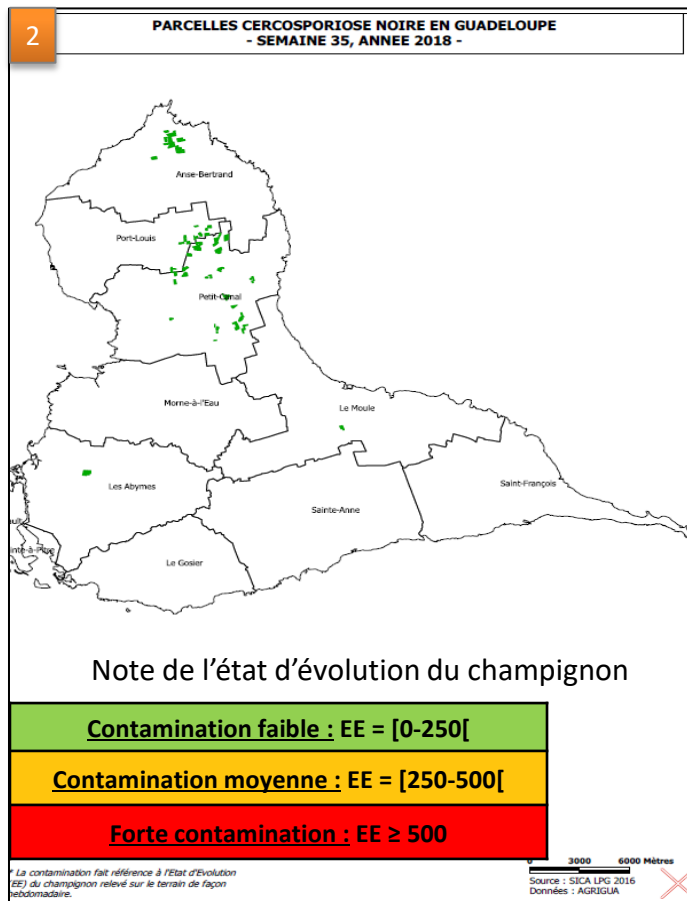 2
PARCELLES CERCOSPORIOSE NOIRE EN GUADELOUPE
- SEMAINE 35, ANNEE 2018 -
Anse-Bertrand
Port-Louis
Petit-Canal
Morne-à-l'Eau
Le Moule
Les Abymes
Saint-François
Sainte-Anne
ault
inte-à-Pitre
Le Gosier
Note de l'état d'évolution du champignon
Contamination faible : EE = [0-250[
Contamination moyenne : EE = [250-500[
Forte contamination : EE ≥ 500
0 3000 6000 Mètres
* La contamination fait référence à l'Etat d'Evolution
(EE) du champignon relevé sur le terrain de façon
hebdomadaire.
Source : SICA LPG 2016
Données : AGRIGUA